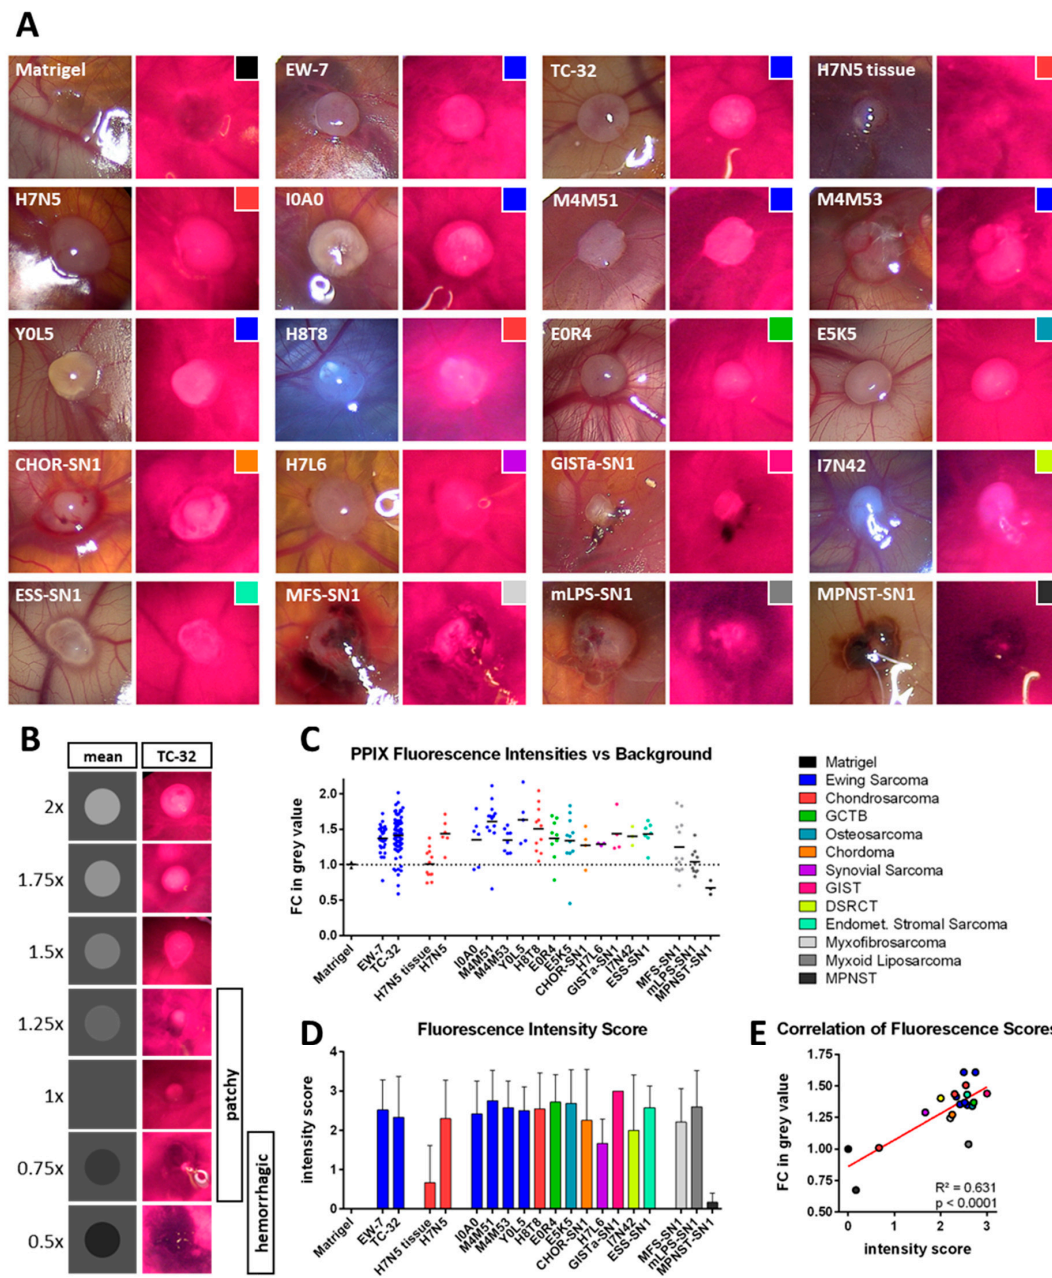 A
Matrigel
EW-7
TC-32
H7N5 tissue
H7N5
I0A0
M4M51
M4M53
Y0L5
H8T8
E0R4
E5K5
CHOR-SN1
H7L6
GISTa-SN1
I7N42
ESS-SN1
MFS-SN1
mLPS-SN1
MPNST-SN1
B
mean
TC-32
2x
1.75x
1.5x
1.25x
1x
0.75x
0.5x
patchy
hemorrhagic
C
PPIX Fluorescence Intensities vs Background
FC in grey value
2.0
1.5
1.0
0.5
0.0
Matrigel
EW-7
TC-32
H7N5 tissue
H7N5
I0A0
M4M51
M4M53
Y0L5
H8T8
E0R4
E5K5
CHOR-SN1
H7L6
GISTa-SN1
I7N42
ESS-SN1
MFS-SN1
mLPS-SN1
MPNST-SN1
Matrigel
Ewing Sarcoma
Chondrosarcoma
GCTB
Osteosarcoma
Chordoma
Synovial Sarcoma
GIST
DSRCT
Endomet. Stromal Sarcoma
Myxofibrosarcoma
Myxoid Liposarcoma
MPNST
D
Fluorescence Intensity Score
intensity score
4
3
2
1
0
Matrigel
EW-7
TC-32
H7N5 tissue
H7N5
I0A0
M4M51
M4M53
Y0L5
H8T8
E0R4
E5K5
CHOR-SN1
H7L6
GISTa-SN1
I7N42
ESS-SN1
MFS-SN1
mLPS-SN1
MPNST-SN1
E
Correlation of Fluorescence Scores
FC in grey value
1.75
1.50
1.25
1.00
0.75
0.50
R² = 0.631
p < 0.0001
0 1 2 3
intensity score